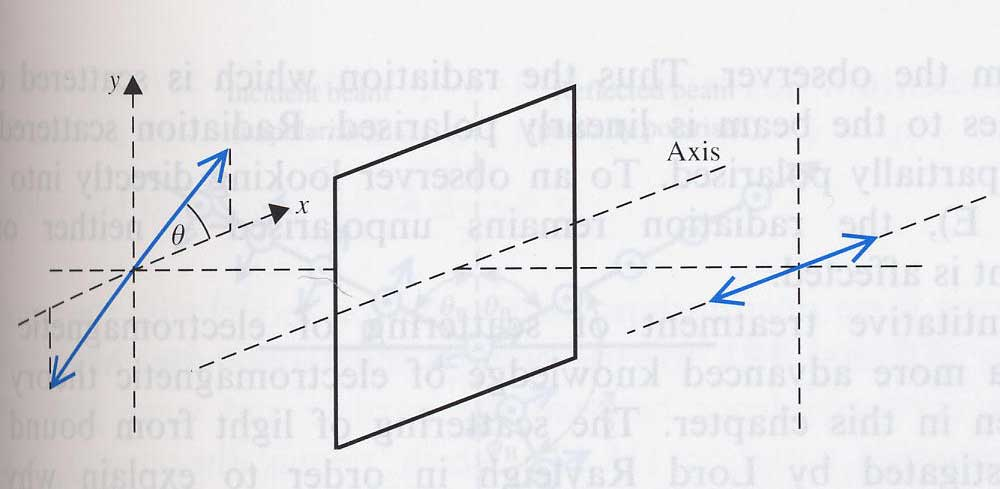 m the observer. Thus the radiation which is scattered
y
es to the beam is linearly polarised. Radiation scattered
Axis
partially polarised. To an observer looking directly into
x
θ
E), the radiation remains unpolarised neither
is affected.
ntitative treatment of scattering of electromagnetic
a more advanced knowledge of electromagnetic theory
en in this chapter. The scattering of light from bound
stigated by Lord Rayleigh in order to explain why